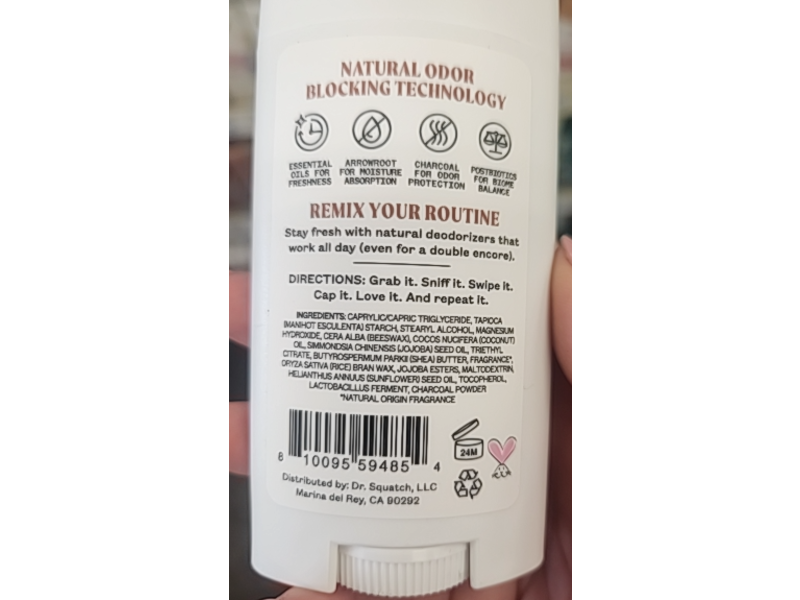 NATURAL ODOR
BLOCKING TECHNOLOGY
ESSENTIAL
OILS FOR
FRESHNESS
ARROWROOT
FOR MOISTURE
ABSORPTION
CHARCOAL
FOR ODOR
PROTECTION
POSTBIOTICS
FOR BIOME
BALANCE
REMIX YOUR ROUTINE
Stay fresh with natural deodorizers that
work all day (even for a double encore).
DIRECTIONS: Grab it. Sniff it. Swipe it.
Cap it. Love it. And repeat it.
INGREDIENTS: CAPRYLIC/CAPRIC TRIGLYCERIDE, TAPIOCA
(MANIHOT ESCULENTA) STARCH, STEARYL ALCOHOL, MAGNESIUM
HYDROXIDE, CERA ALBA (BEESWAX), COCOS NUCIFERA (COCONUT)
OIL, SIMMONDSIA CHINENSIS (JOJOBA) SEED OIL, TRIETHYL
CITRATE, BUTYROSPERMUM PARKII (SHEA) BUTTER, FRAGRANCE*,
ORYZA SATIVA (RICE) BRAN WAX, JOJOBA ESTERS, MALTODEXTRIN,
HELIANTHUS ANNUUS (SUNFLOWER) SEED OIL, TOCOPHEROL,
LACTOBACILLUS FERMENT, CHARCOAL POWDER
*NATURAL ORIGIN FRAGRANCE
8 10095 59485 4
24M
Distributed by: Dr. Squatch, LLC
Marina del Rey, CA 90292